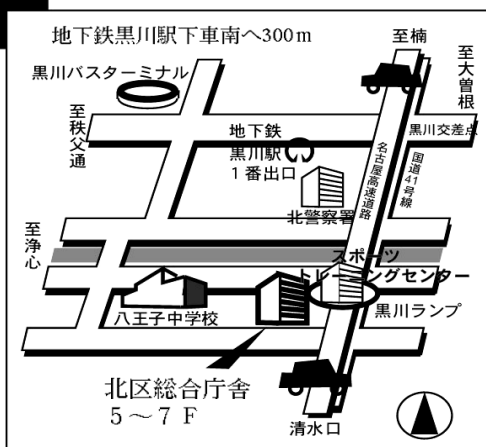 地下鉄黒川駅下車南へ300m
至楠
至大曽根
黒川バスターミナル
至秩父通
地下鉄
黒川駅
1番出口
黒川交差点
名古屋高速道路
国道41号線
北警察署
至浄心
スポーツ
トレーニングセンター
八王子中学校
黒川ランプ
北区総合庁舎
5～7F
清水口